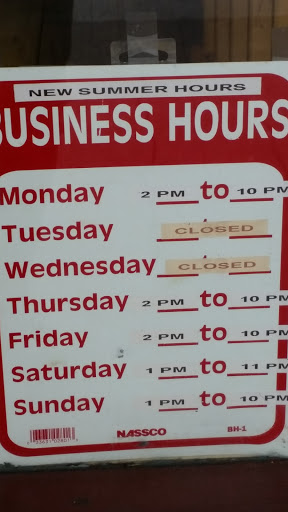 NEW SUMMER HOURS
BUSINESS HOURS
Monday 2 PM to 10 PM
Tuesday CLOSED
Wednesday CLOSED
Thursday 2 PM to 10 PM
Friday 2 PM to 10 PM
Saturday 1 PM to 11 PM
Sunday 1 PM to 10 PM
NASSCO BH-1